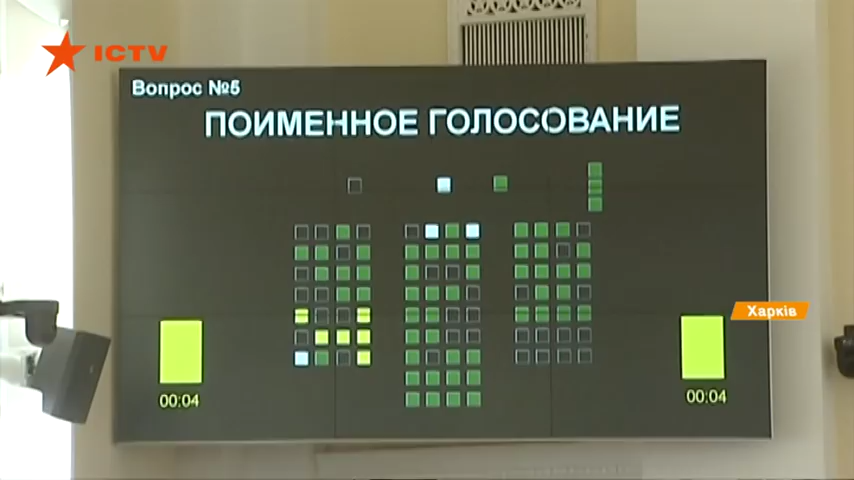 ICTV
Вопрос №5
ПОИМЕННОЕ ГОЛОСОВАНИЕ
Харків
00:04
00:04